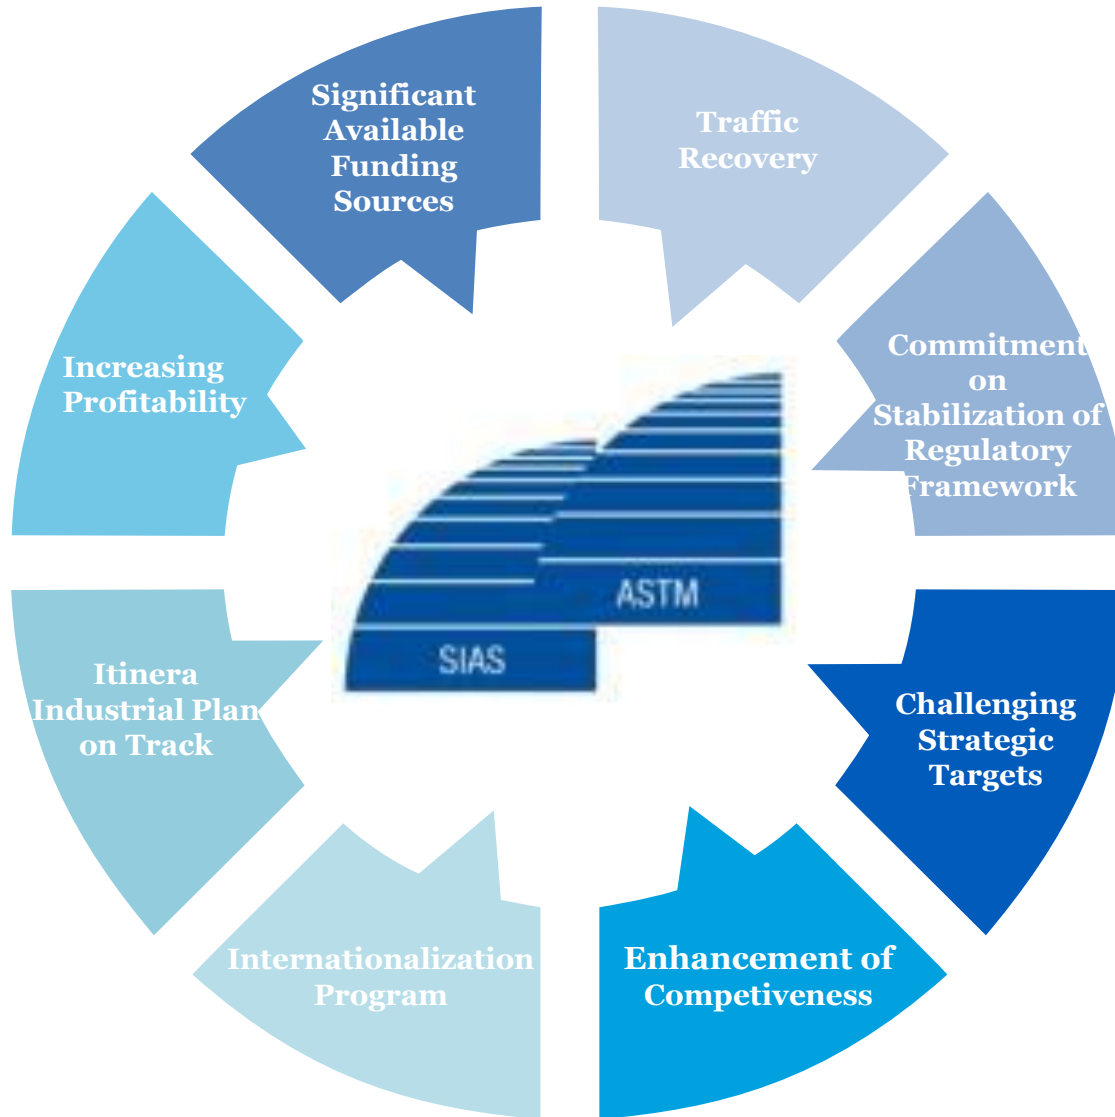 Significant
Available
Funding
Sources
Traffic
Recovery
Commitment
on
Stabilization of
Regulatory
Framework
Challenging
Strategic
Targets
Enhancement of
Competiveness
Internationalization
Program
Itinera
Industrial Plan
on Track
Increasing
Profitability
ASTM
SIAS